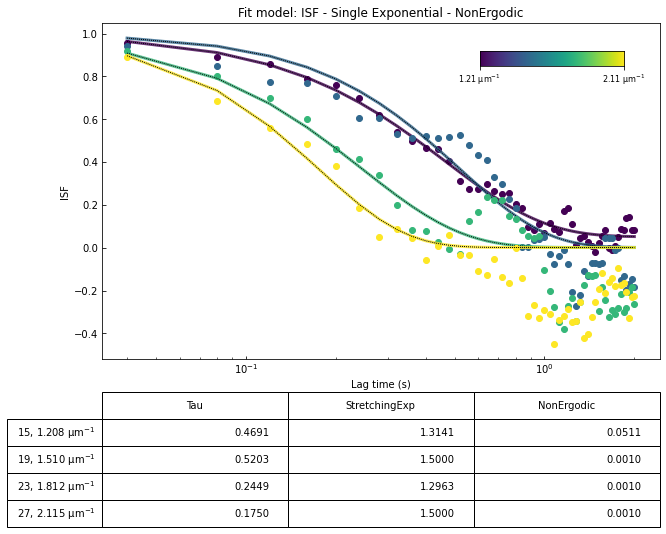 Fit model: ISF - Single Exponential - NonErgodic
1.0
0.8
0.6
0.4
0.2
0.0
−0.2
−0.4
ISF
1.21 μm⁻¹ 2.11 μm⁻¹
10⁻¹ 10⁰
Lag time (s)
Tau StretchingExp NonErgodic
15, 1.208 μm⁻¹ 0.4691 1.3141 0.0511
19, 1.510 μm⁻¹ 0.5203 1.5000 0.0010
23, 1.812 μm⁻¹ 0.2449 1.2963 0.0010
27, 2.115 μm⁻¹ 0.1750 1.5000 0.0010